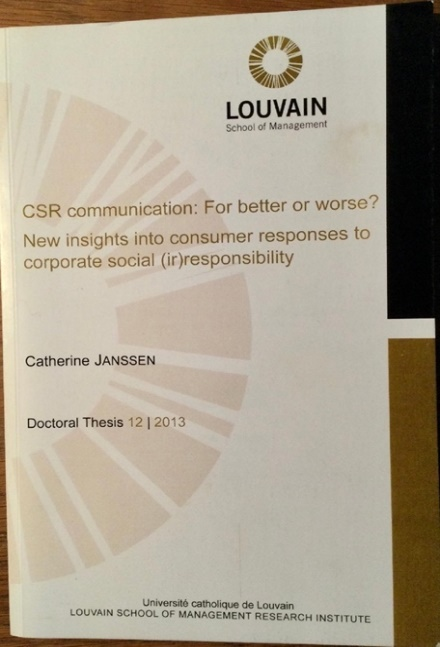 LOUVAIN
School of Management
CSR communication: For better or worse?
New insights into consumer responses to
corporate social (ir)responsibility
Catherine JANSSEN
Doctoral Thesis 12 | 2013
Université catholique de Louvain
LOUVAIN SCHOOL OF MANAGEMENT RESEARCH INSTITUTE